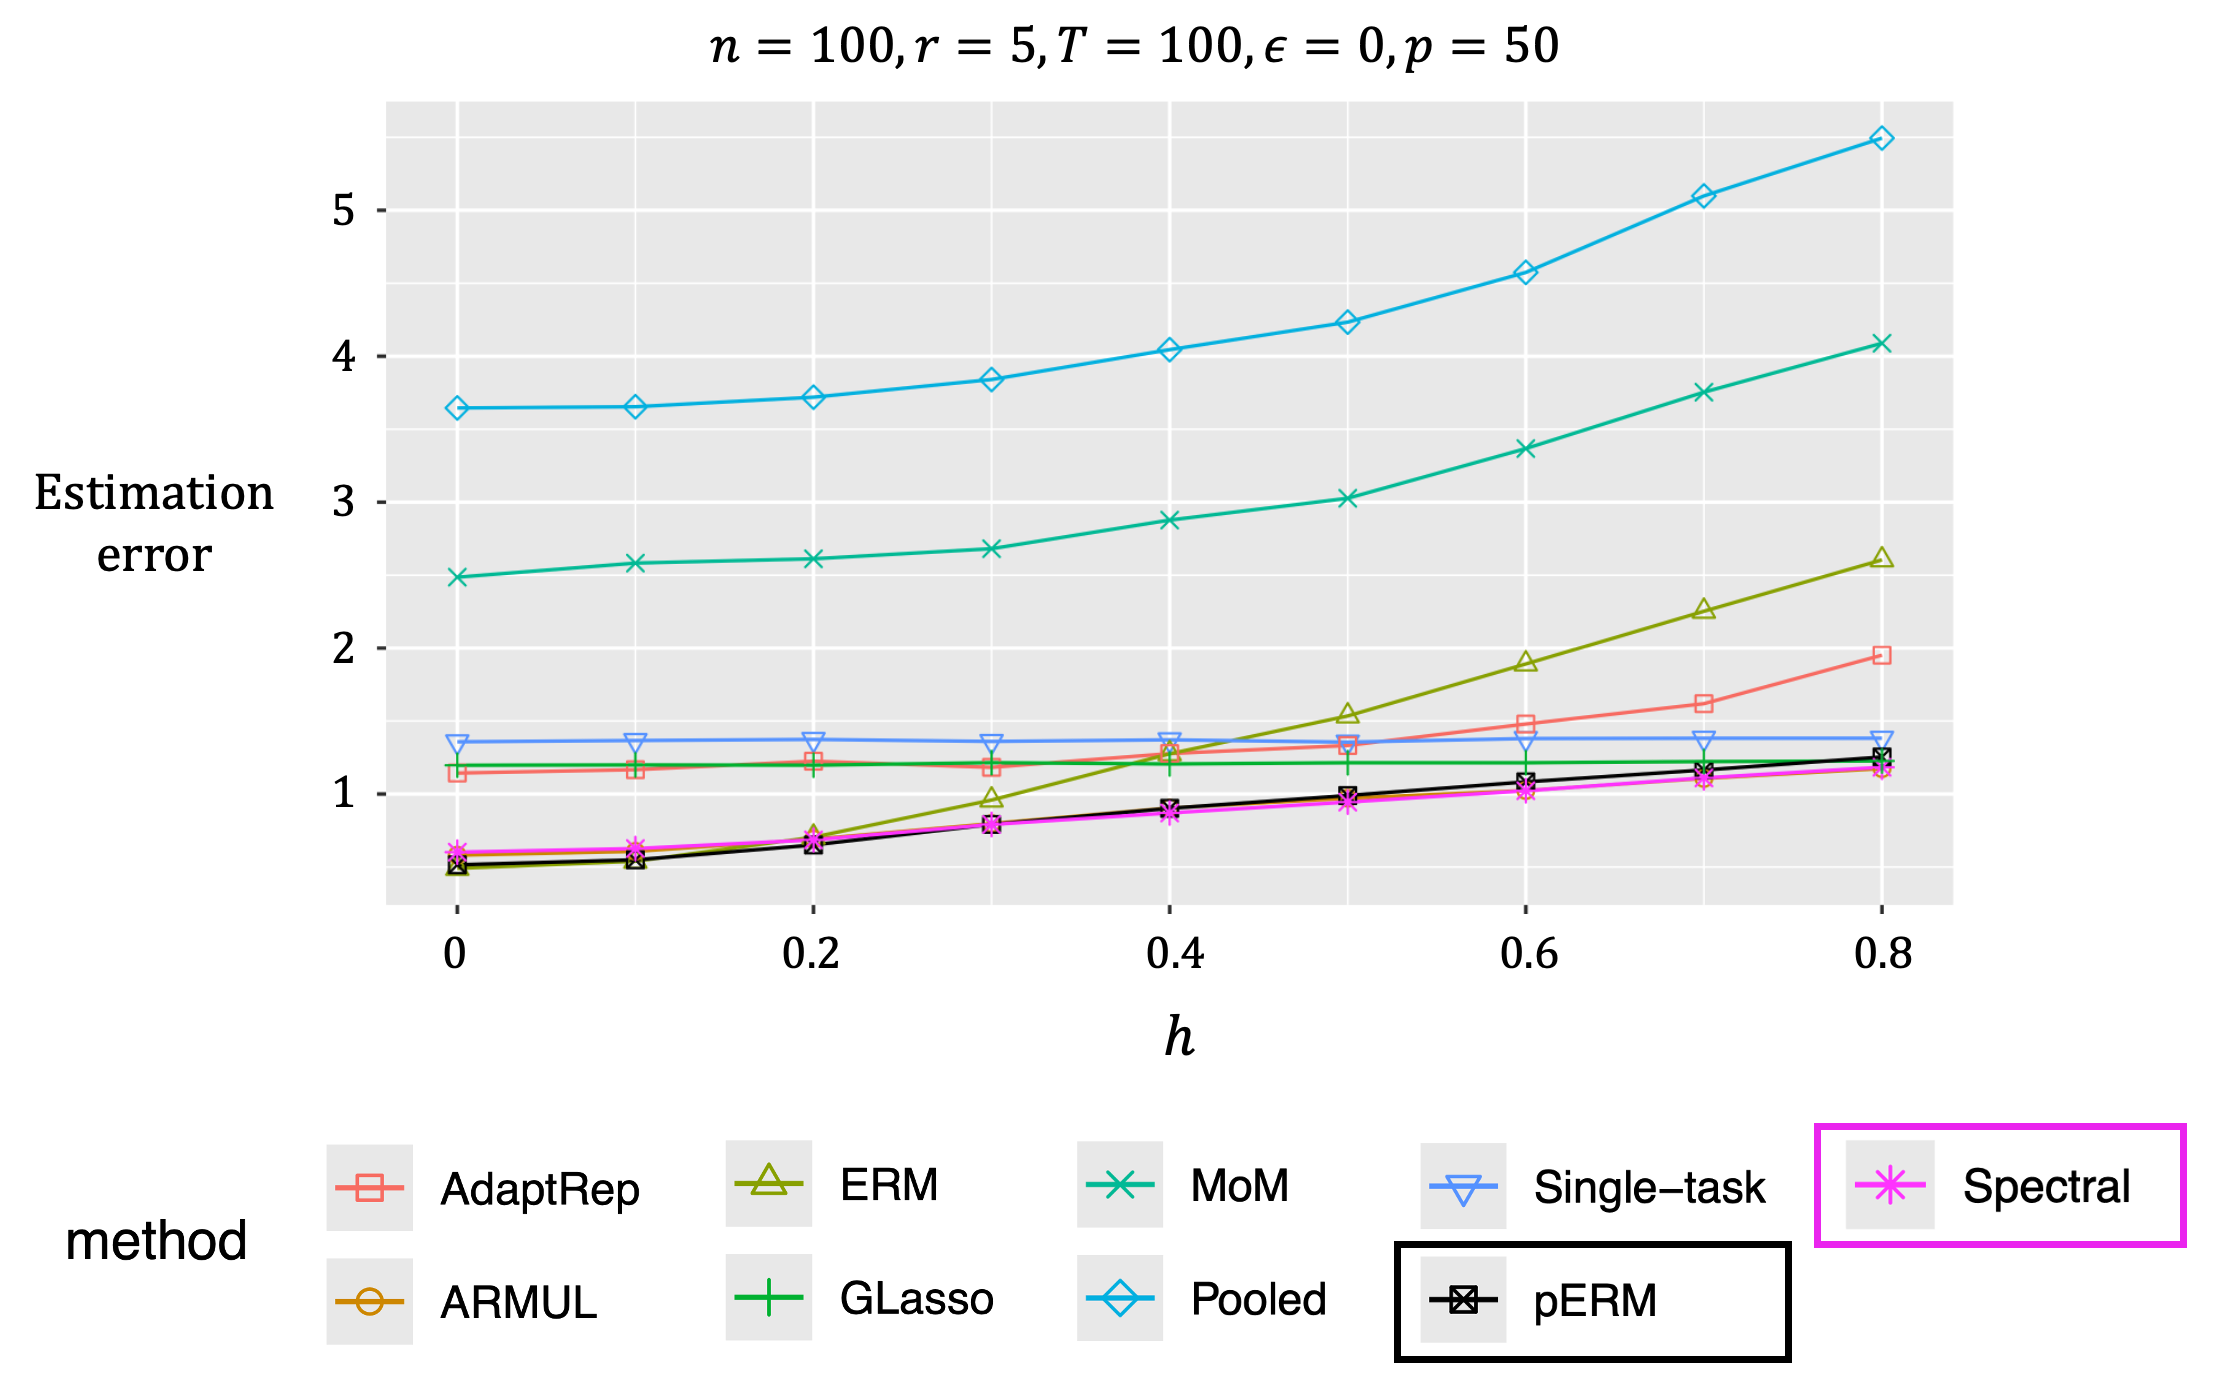 n = 100, r = 5, T = 100, ϵ = 0, p = 50
5
4
3
2
1
Estimation
error
0 0.2 0.4 0.6 0.8
h
method
AdaptRep ERM MoM Single-task Spectral
ARMUL GLasso Pooled pERM